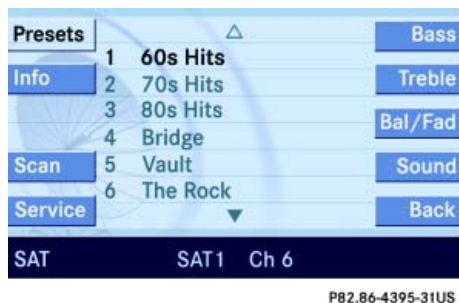 Presets
Info
Scan
Service
1 60s Hits
2 70s Hits
3 80s Hits
4 Bridge
5 Vault
6 The Rock
Bass
Treble
Bal/Fad
Sound
Back
SAT SAT1 Ch 6
P82.86-4395-31US